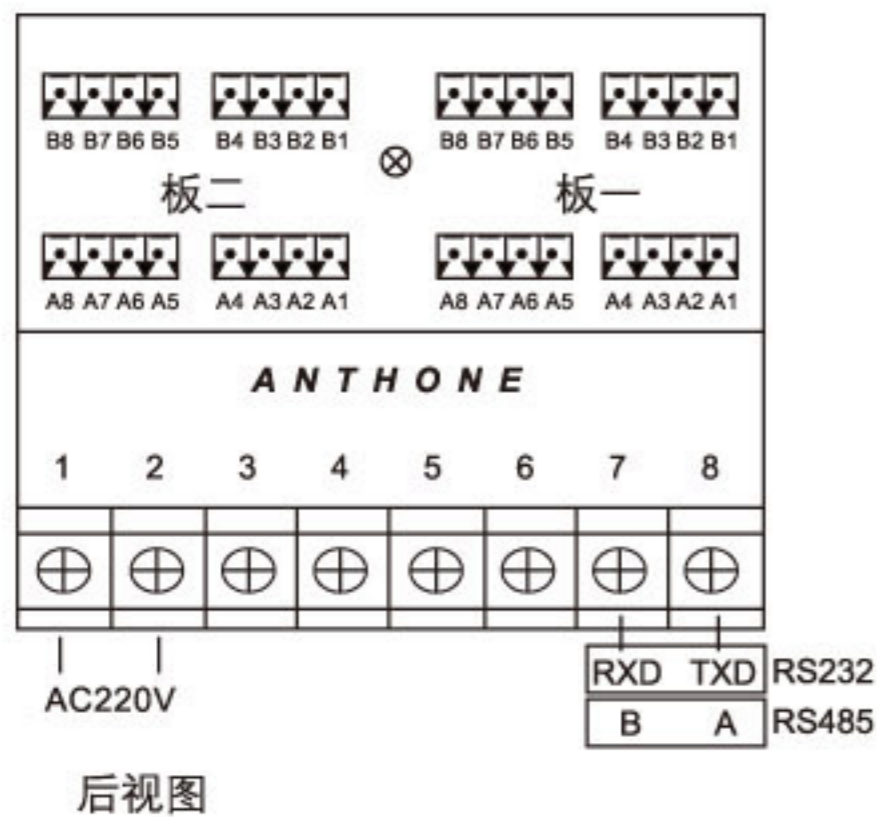 B8 B7 B6 B5 B4 B3 B2 B1 B8 B7 B6 B5 B4 B3 B2 B1
板二 板一
A8 A7 A6 A5 A4 A3 A2 A1 A8 A7 A6 A5 A4 A3 A2 A1
ANTHONE
1 2 3 4 5 6 7 8
RXD TXD RS232
AC220V
B A RS485
后视图